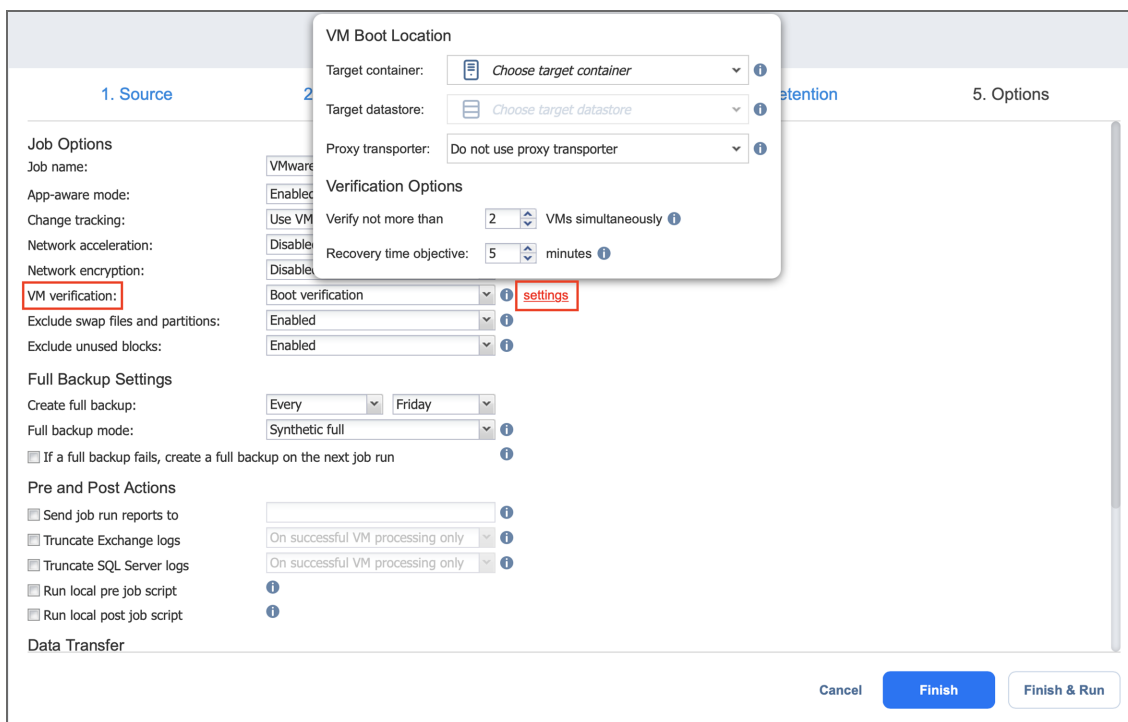 VM Boot Location
Target container: Choose target container
Target datastore: Choose target datastore
Proxy transporter: Do not use proxy transporter
Verification Options
Verify not more than 2 VMs simultaneously
Recovery time objective: 5 minutes
1. Source 2 etention 5. Options
Job Options
Job name: VMware
App-aware mode: Enabled
Change tracking: Use VM
Network acceleration: Disabled
Network encryption: Disabled
VM verification: Boot verification settings
Exclude swap files and partitions: Enabled
Exclude unused blocks: Enabled
Full Backup Settings
Create full backup: Every Friday
Full backup mode: Synthetic full
If a full backup fails, create a full backup on the next job run
Pre and Post Actions
Send job run reports to
Truncate Exchange logs On successful VM processing only
Truncate SQL Server logs On successful VM processing only
Run local pre job script
Run local post job script
Data Transfer
Cancel Finish Finish & Run